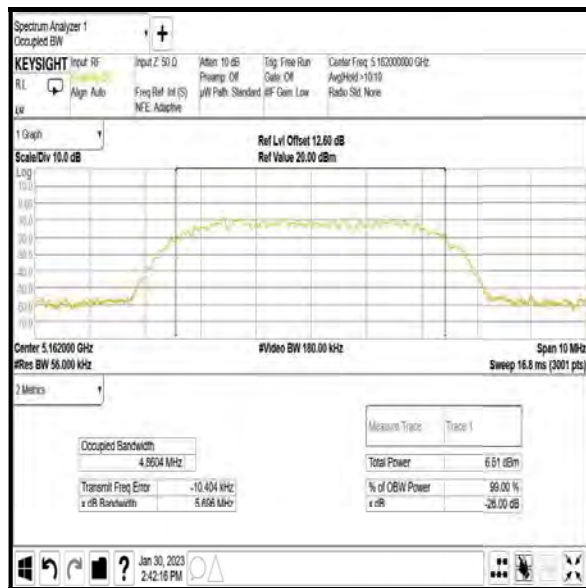 Spectrum Analyzer 1
Occupied BW
+
KEYSIGHT Input: RF Input Z: 50 Ω Atten: 10 dB Trig: Free Run Center Freq: 5.162000000 GHz
Preamp: Off Gate: Off Avg|Hold:>10/10
Align: Auto Freq Ref: Int (S) µW Path: Standard #IF Gain: Low Radio Std: None
NFE: Adaptive
1 Graph
Ref Lvl Offset 12.60 dB
Scale/Div 10.0 dB Ref Value 20.00 dBm
Log
Center 5.162000 GHz #Video BW 180.00 kHz Span 10 MHz
#Res BW 56.000 kHz Sweep 16.8 ms (3001 pts)
2 Metrics
Measure Trace Trace 1
Occupied Bandwidth
4.8604 MHz Total Power 6.51 dBm
Transmit Freq Error -10.404 kHz % of OBW Power 99.00 %
x dB Bandwidth 5.696 MHz x dB -26.00 dB
? Jan 30, 2023
2:42:16 PM